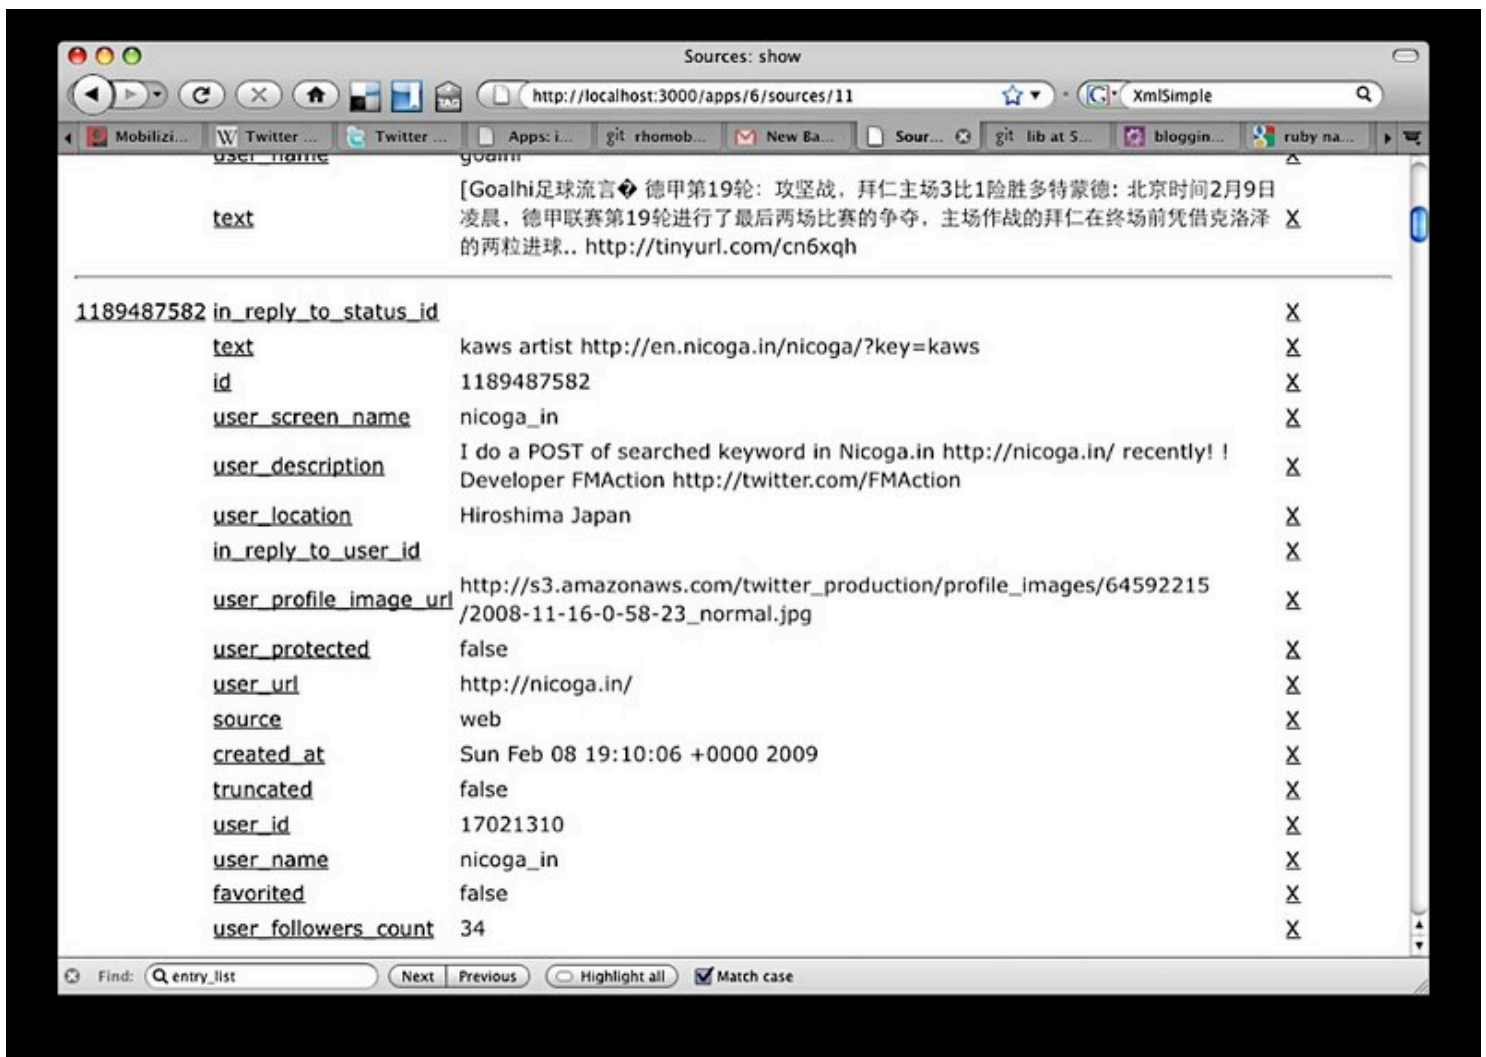 Sources: show
http://localhost:3000/apps/6/sources/11
XmlSimple
Mobilizi... Twitter ... Twitter ... Apps: i... git rhomob... New Ba... Sour... git lib at 5... bloggin... ruby na...
user_name goalhi X
[Goalhi足球流言� 德甲第19轮：攻坚战，拜仁主场3比1险胜多特蒙德: 北京时间2月9日
text 凌晨，德甲联赛第19轮进行了最后两场比赛的争夺，主场作战的拜仁在终场前凭借克洛泽 X
的两粒进球.. http://tinyurl.com/cn6xqh
1189487582 in_reply_to_status_id X
text kaws artist http://en.nicoga.in/nicoga/?key=kaws X
id 1189487582 X
user_screen_name nicoga_in X
user_description I do a POST of searched keyword in Nicoga.in http://nicoga.in/ recently! ! X
Developer FMAction http://twitter.com/FMAction
user_location Hiroshima Japan X
in_reply_to_user_id X
user_profile_image_url http://s3.amazonaws.com/twitter_production/profile_images/64592215 X
/2008-11-16-0-58-23_normal.jpg
user_protected false X
user_url http://nicoga.in/ X
source web X
created_at Sun Feb 08 19:10:06 +0000 2009 X
truncated false X
user_id 17021310 X
user_name nicoga_in X
favorited false X
user_followers_count 34 X
Find: entry_list Next Previous Highlight all Match case